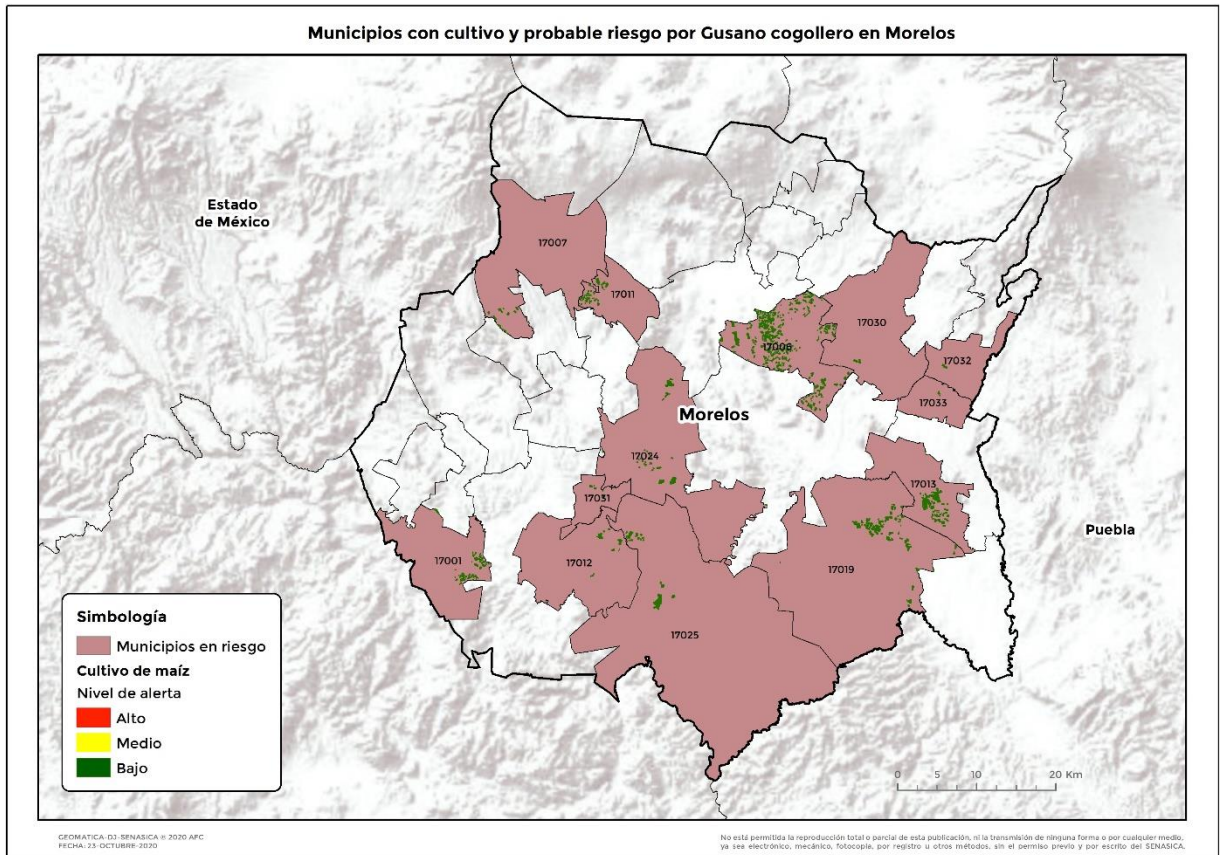 Municipios con cultivo y probable riesgo por Gusano cogollero en Morelos
Estado
de México
17007
17011
17030
17008
17032
17033
Morelos
17024
17013
17031
Puebla
17001
17012
17019
17025
Simbología
Municipios en riesgo
Cultivo de maíz
Nivel de alerta
Alto
Medio
Bajo
0 5 10 20 Km
GEOMATICA-DJ-SENASICA © 2020 AFC
FECHA: 23-OCTUBRE-2020
No está permitida la reproducción total o parcial de esta publicación, ni la transmisión de ninguna forma o por cualquier medio,
ya sea electrónico, mecánico, fotocopia, por registro u otros métodos, sin el permiso previo y por escrito del SENASICA.